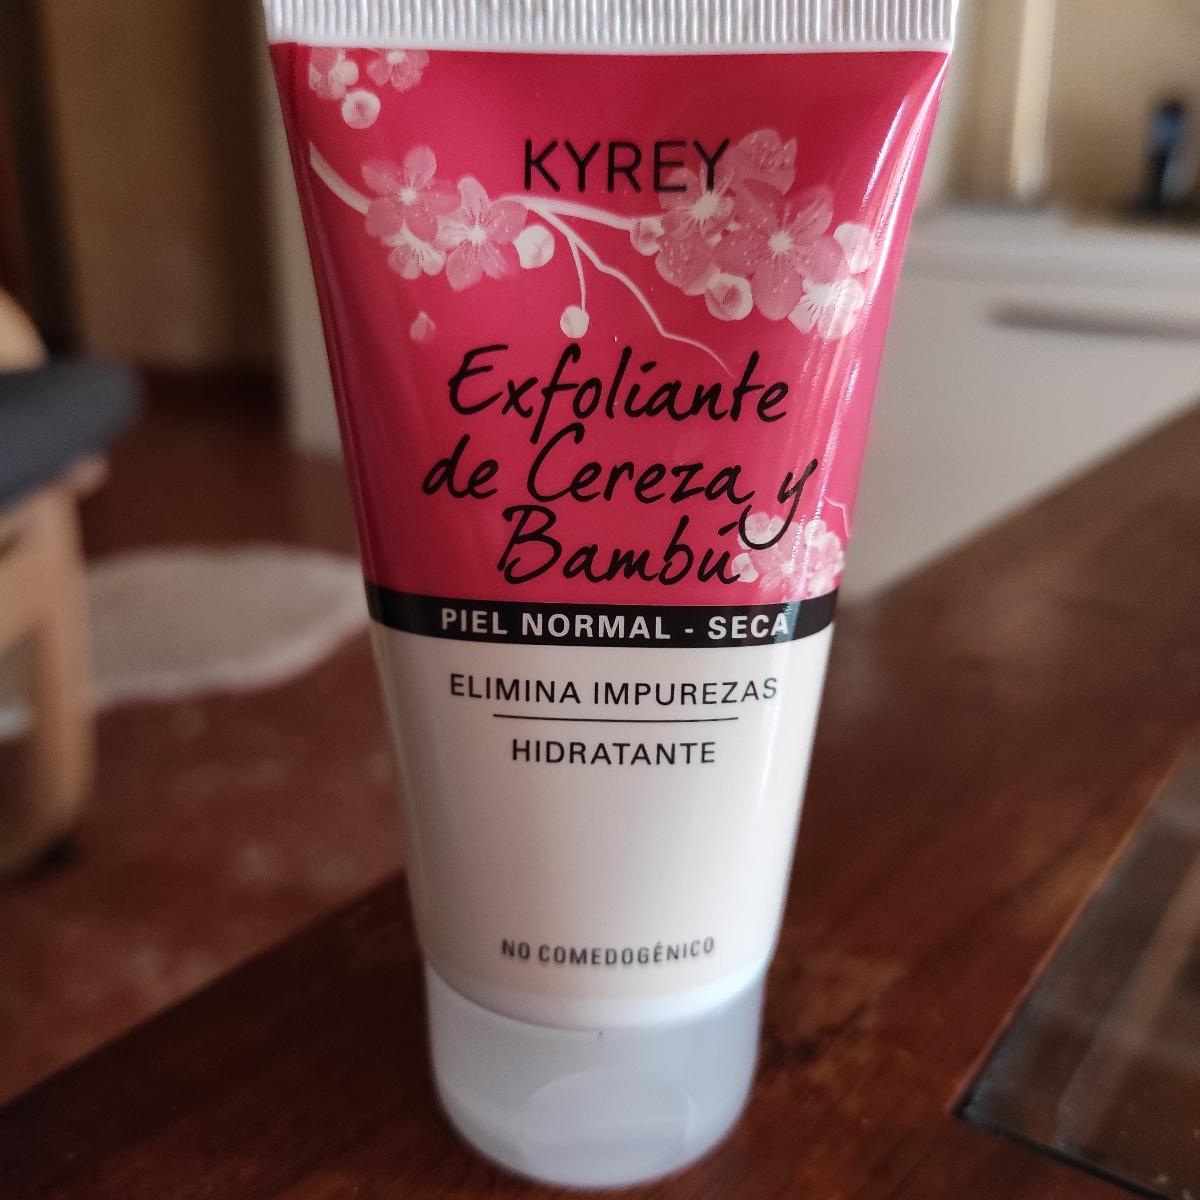 KYREY
Exfoliante
de Cereza y
Bambú
PIEL NORMAL - SECA
ELIMINA IMPUREZAS
HIDRATANTE
NO COMEDOGÉNICO